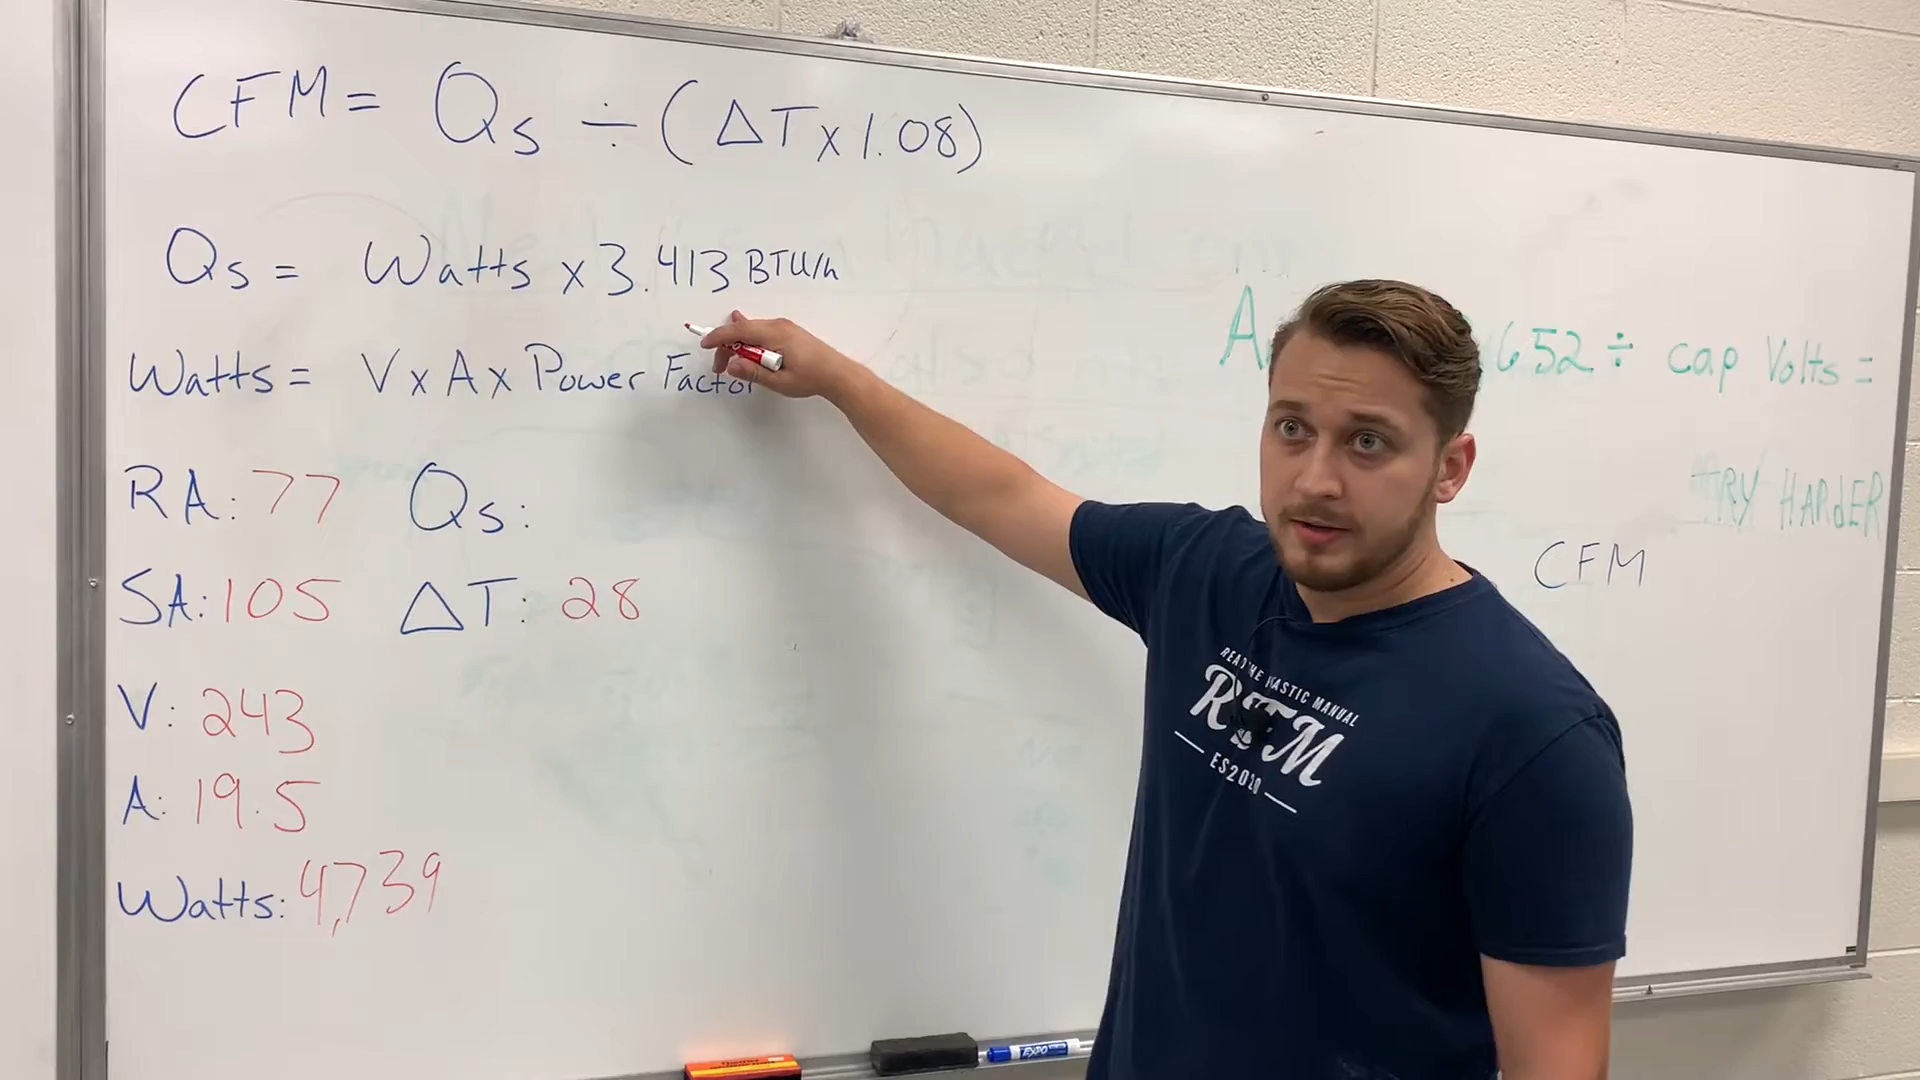 CFM = Qs ÷ (ΔT x 1.08)
Qs = Watts x 3.413 BTU/h
Watts = V x A x Power Factor
RA: 77 Qs:
SA: 105 ΔT: 28
V: 243
A: 19.5
Watts: 4,739
A 652 ÷ cap Volts =
TRY HARdER
CFM
READ THE MANUAL
RTM
ES2020
EXPO